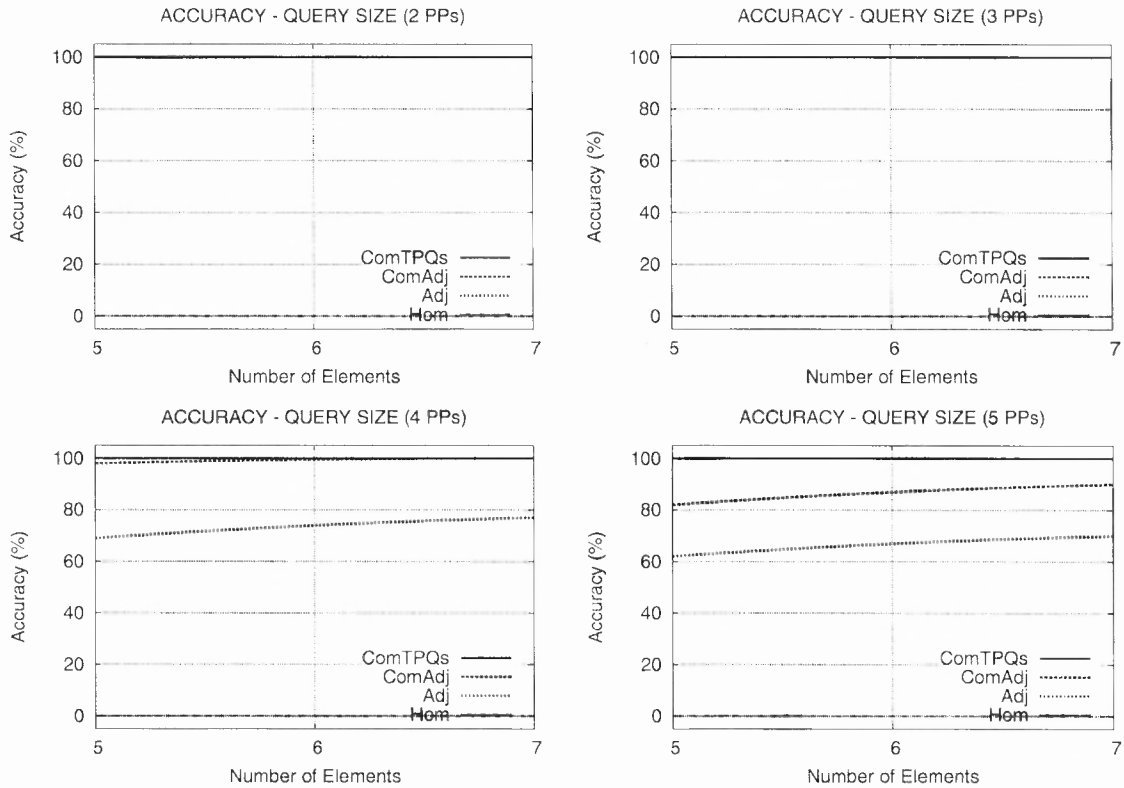 ACCURACY - QUERY SIZE (2 PPs)
100
80
60
40
20
0
Accuracy (%)
ComTPQs
ComAdj
Adj
Hom
5
6
7
Number of Elements
ACCURACY - QUERY SIZE (3 PPs)
100
80
60
40
20
0
Accuracy (%)
ComTPQs
ComAdj
Adj
Hom
5
6
7
Number of Elements
ACCURACY - QUERY SIZE (4 PPs)
100
80
60
40
20
0
Accuracy (%)
ComTPQs
ComAdj
Adj
Hom
5
6
7
Number of Elements
ACCURACY - QUERY SIZE (5 PPs)
100
80
60
40
20
0
Accuracy (%)
ComTPQs
ComAdj
Adj
Hom
5
6
7
Number of Elements